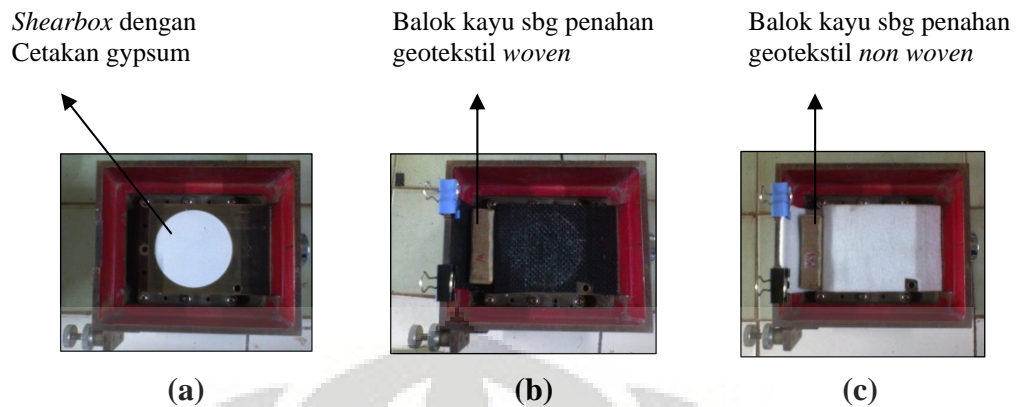 Shearbox dengan
Cetakan gypsum
Balok kayu sbg penahan
geotekstil woven
Balok kayu sbg penahan
geotekstil non woven
(a)
(b)
(c)